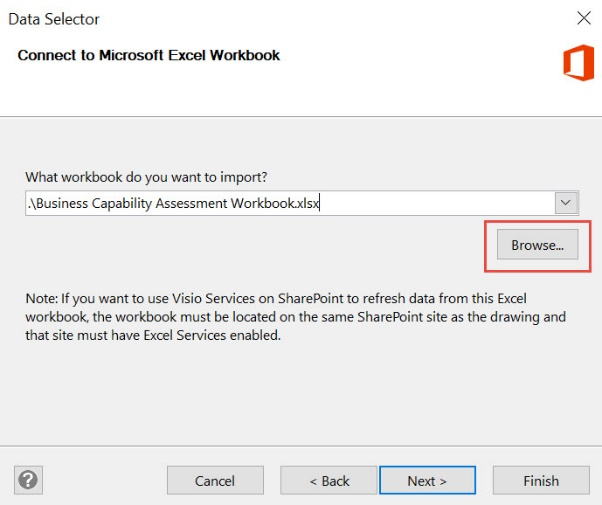 Data Selector
Connect to Microsoft Excel Workbook
What workbook do you want to import?
.\Business Capability Assessment Workbook.xlsx
Browse...
Note: If you want to use Visio Services on SharePoint to refresh data from this Excel
workbook, the workbook must be located on the same SharePoint site as the drawing and
that site must have Excel Services enabled.
? Cancel < Back Next > Finish